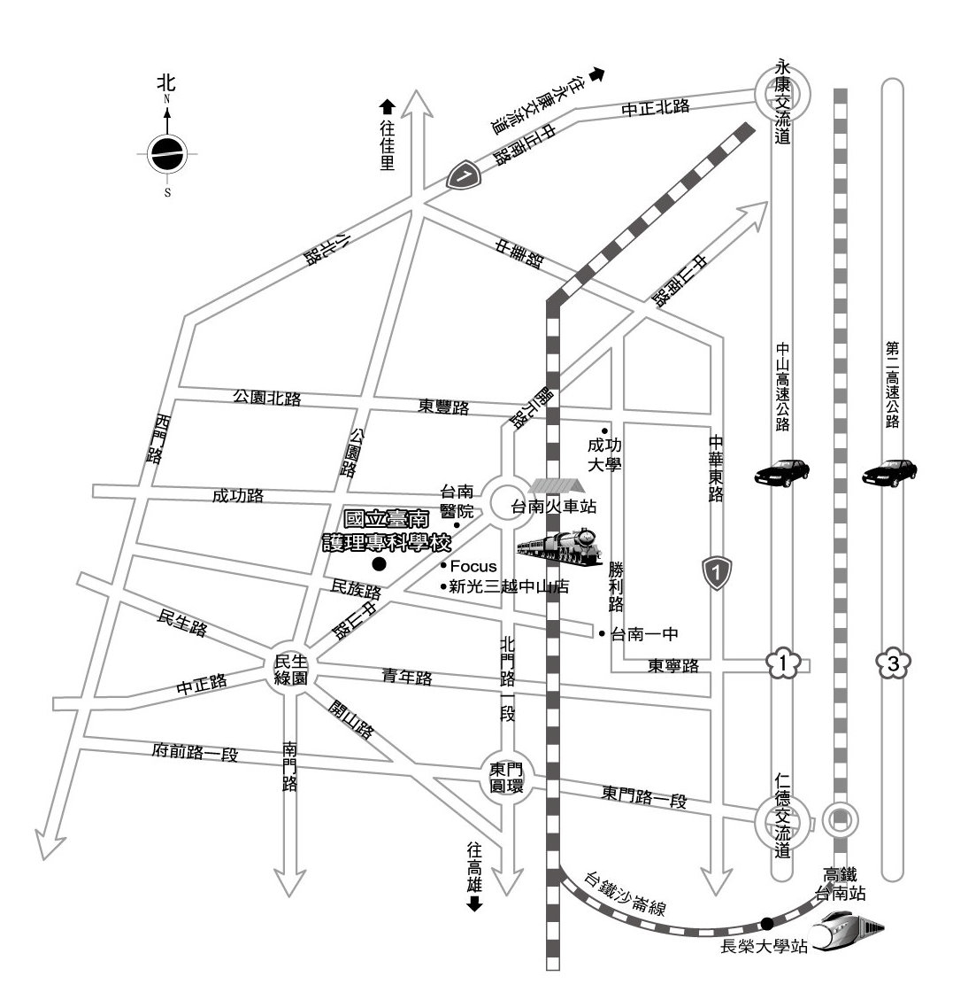 北
N
S
往佳里
往永康交流道
中正南路
中正北路
永康交流道
1
小北路
中華路
中山南路
中山高速公路
第二高速公路
公園北路
東豐路
開元路
西門路
公園路
成功
大學
中華東路
成功路
台南
醫院
台南火車站
國立臺南
護理專科學校
Focus
新光三越中山店
勝利路
1
民族路
中山路
台南一中
民生路
北門路一段
民生
綠園
青年路
東寧路
1
3
中正路
開山路
府前路一段
南門路
東門
圓環
東門路一段
仁德交流道
往高雄
台鐵沙崙線
高鐵
台南站
長榮大學站